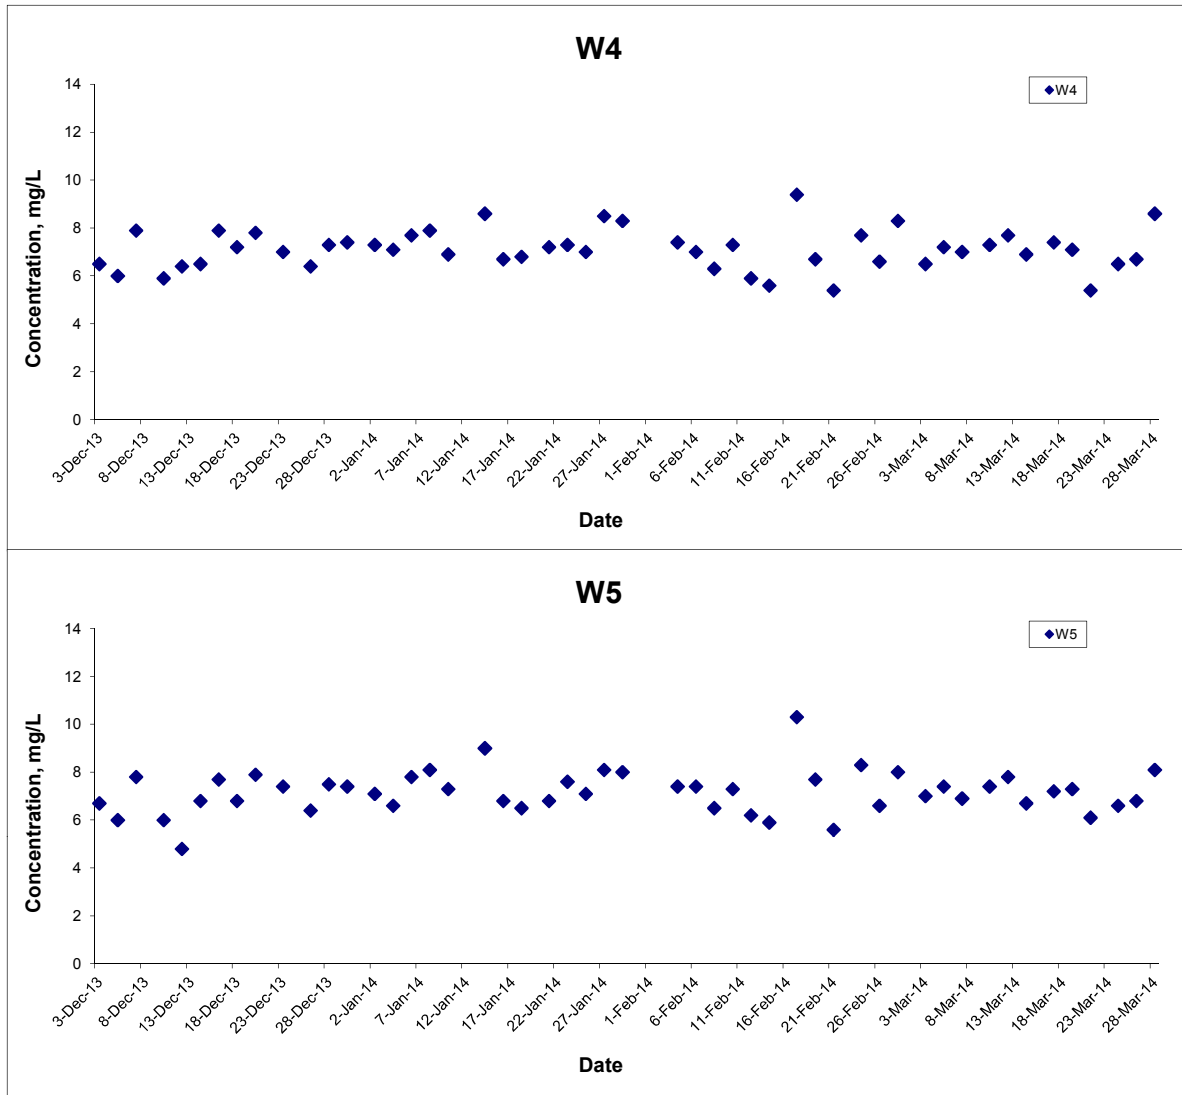 W4
W4
Concentration, mg/L
14
12
10
8
6
4
2
0
3-Dec-13
8-Dec-13
13-Dec-13
18-Dec-13
23-Dec-13
28-Dec-13
2-Jan-14
7-Jan-14
12-Jan-14
17-Jan-14
22-Jan-14
27-Jan-14
1-Feb-14
6-Feb-14
11-Feb-14
16-Feb-14
21-Feb-14
26-Feb-14
3-Mar-14
8-Mar-14
13-Mar-14
18-Mar-14
23-Mar-14
28-Mar-14
Date
W5
W5
Concentration, mg/L
14
12
10
8
6
4
2
0
3-Dec-13
8-Dec-13
13-Dec-13
18-Dec-13
23-Dec-13
28-Dec-13
2-Jan-14
7-Jan-14
12-Jan-14
17-Jan-14
22-Jan-14
27-Jan-14
1-Feb-14
6-Feb-14
11-Feb-14
16-Feb-14
21-Feb-14
26-Feb-14
3-Mar-14
8-Mar-14
13-Mar-14
18-Mar-14
23-Mar-14
28-Mar-14
Date